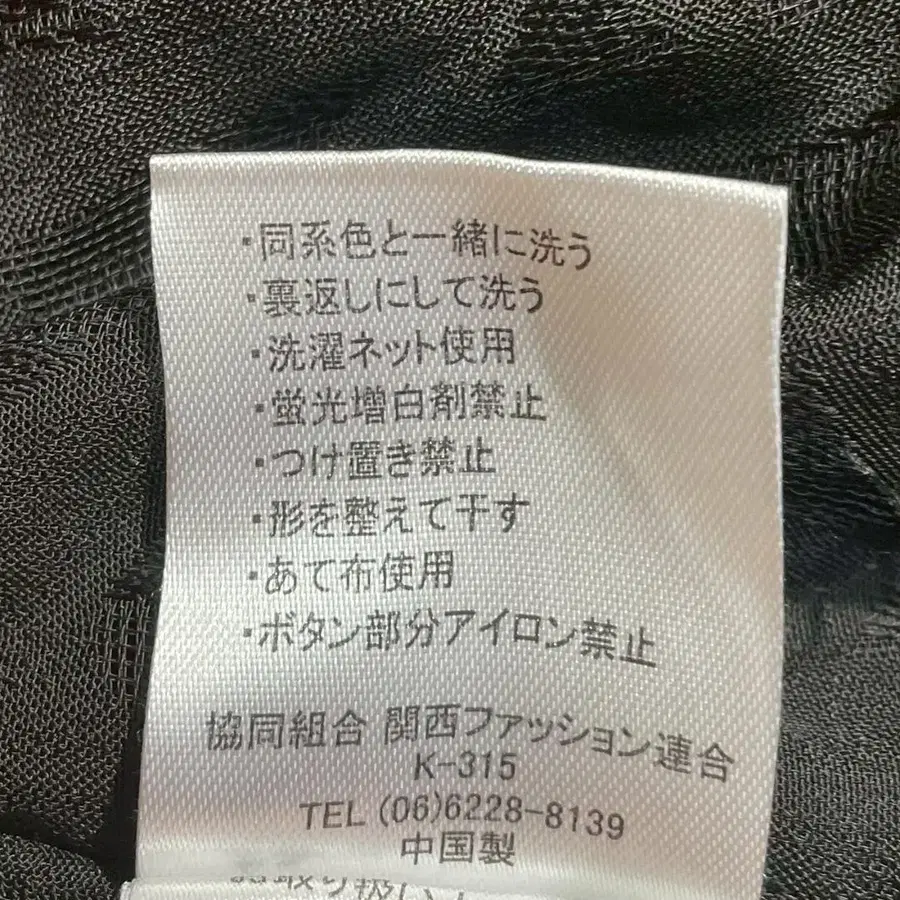 ・同系色と一緒に洗う
・裏返しにして洗う
・洗濯ネット使用
・蛍光増白剤禁止
・つけ置き禁止
・形を整えて干す
・あて布使用
・ボタン部分アイロン禁止
協同組合 関西ファッション連合
K-315
TEL (06)6228-8139
中国製
取り扱い